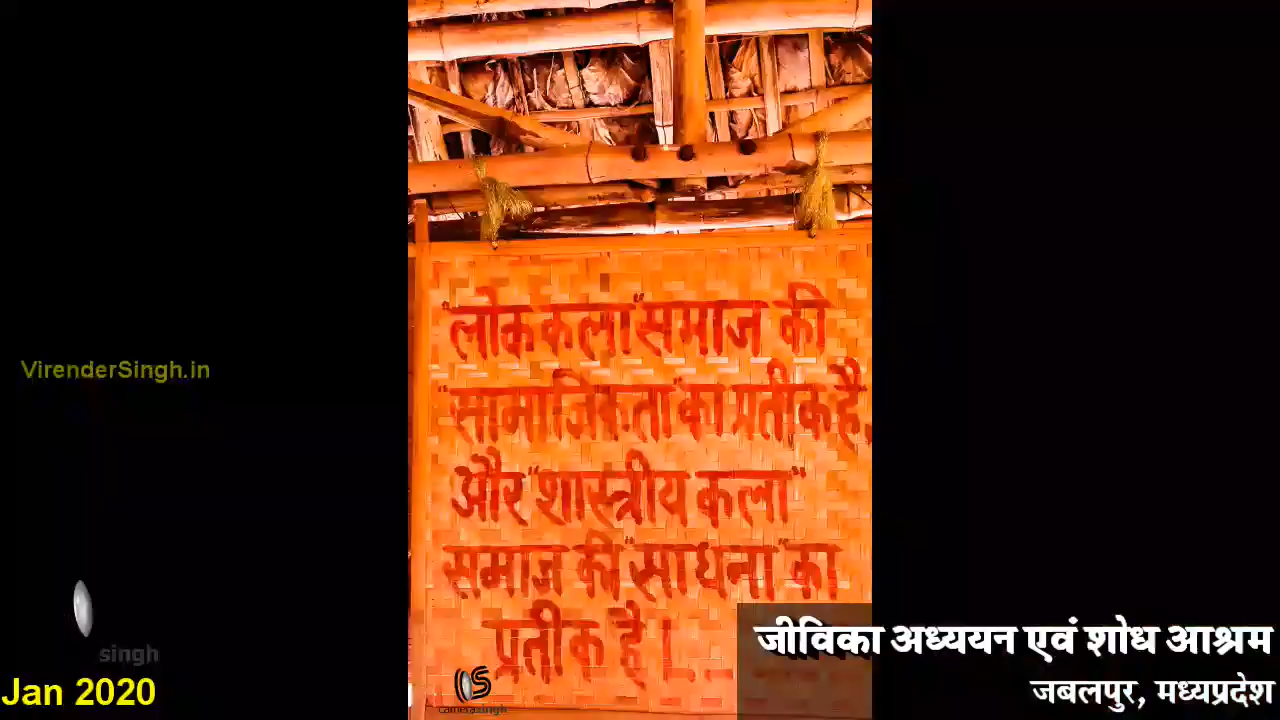 "लोक कला" समाज की
"सामाजिकता" का प्रतीक है,
और "शास्त्रीय कला"
समाज की "साधना" का
प्रतीक है।
VirenderSingh.in
singh
Jan 2020
camerasingh
जीविका अध्ययन एवं शोध आश्रम
जबलपुर, मध्यप्रदेश